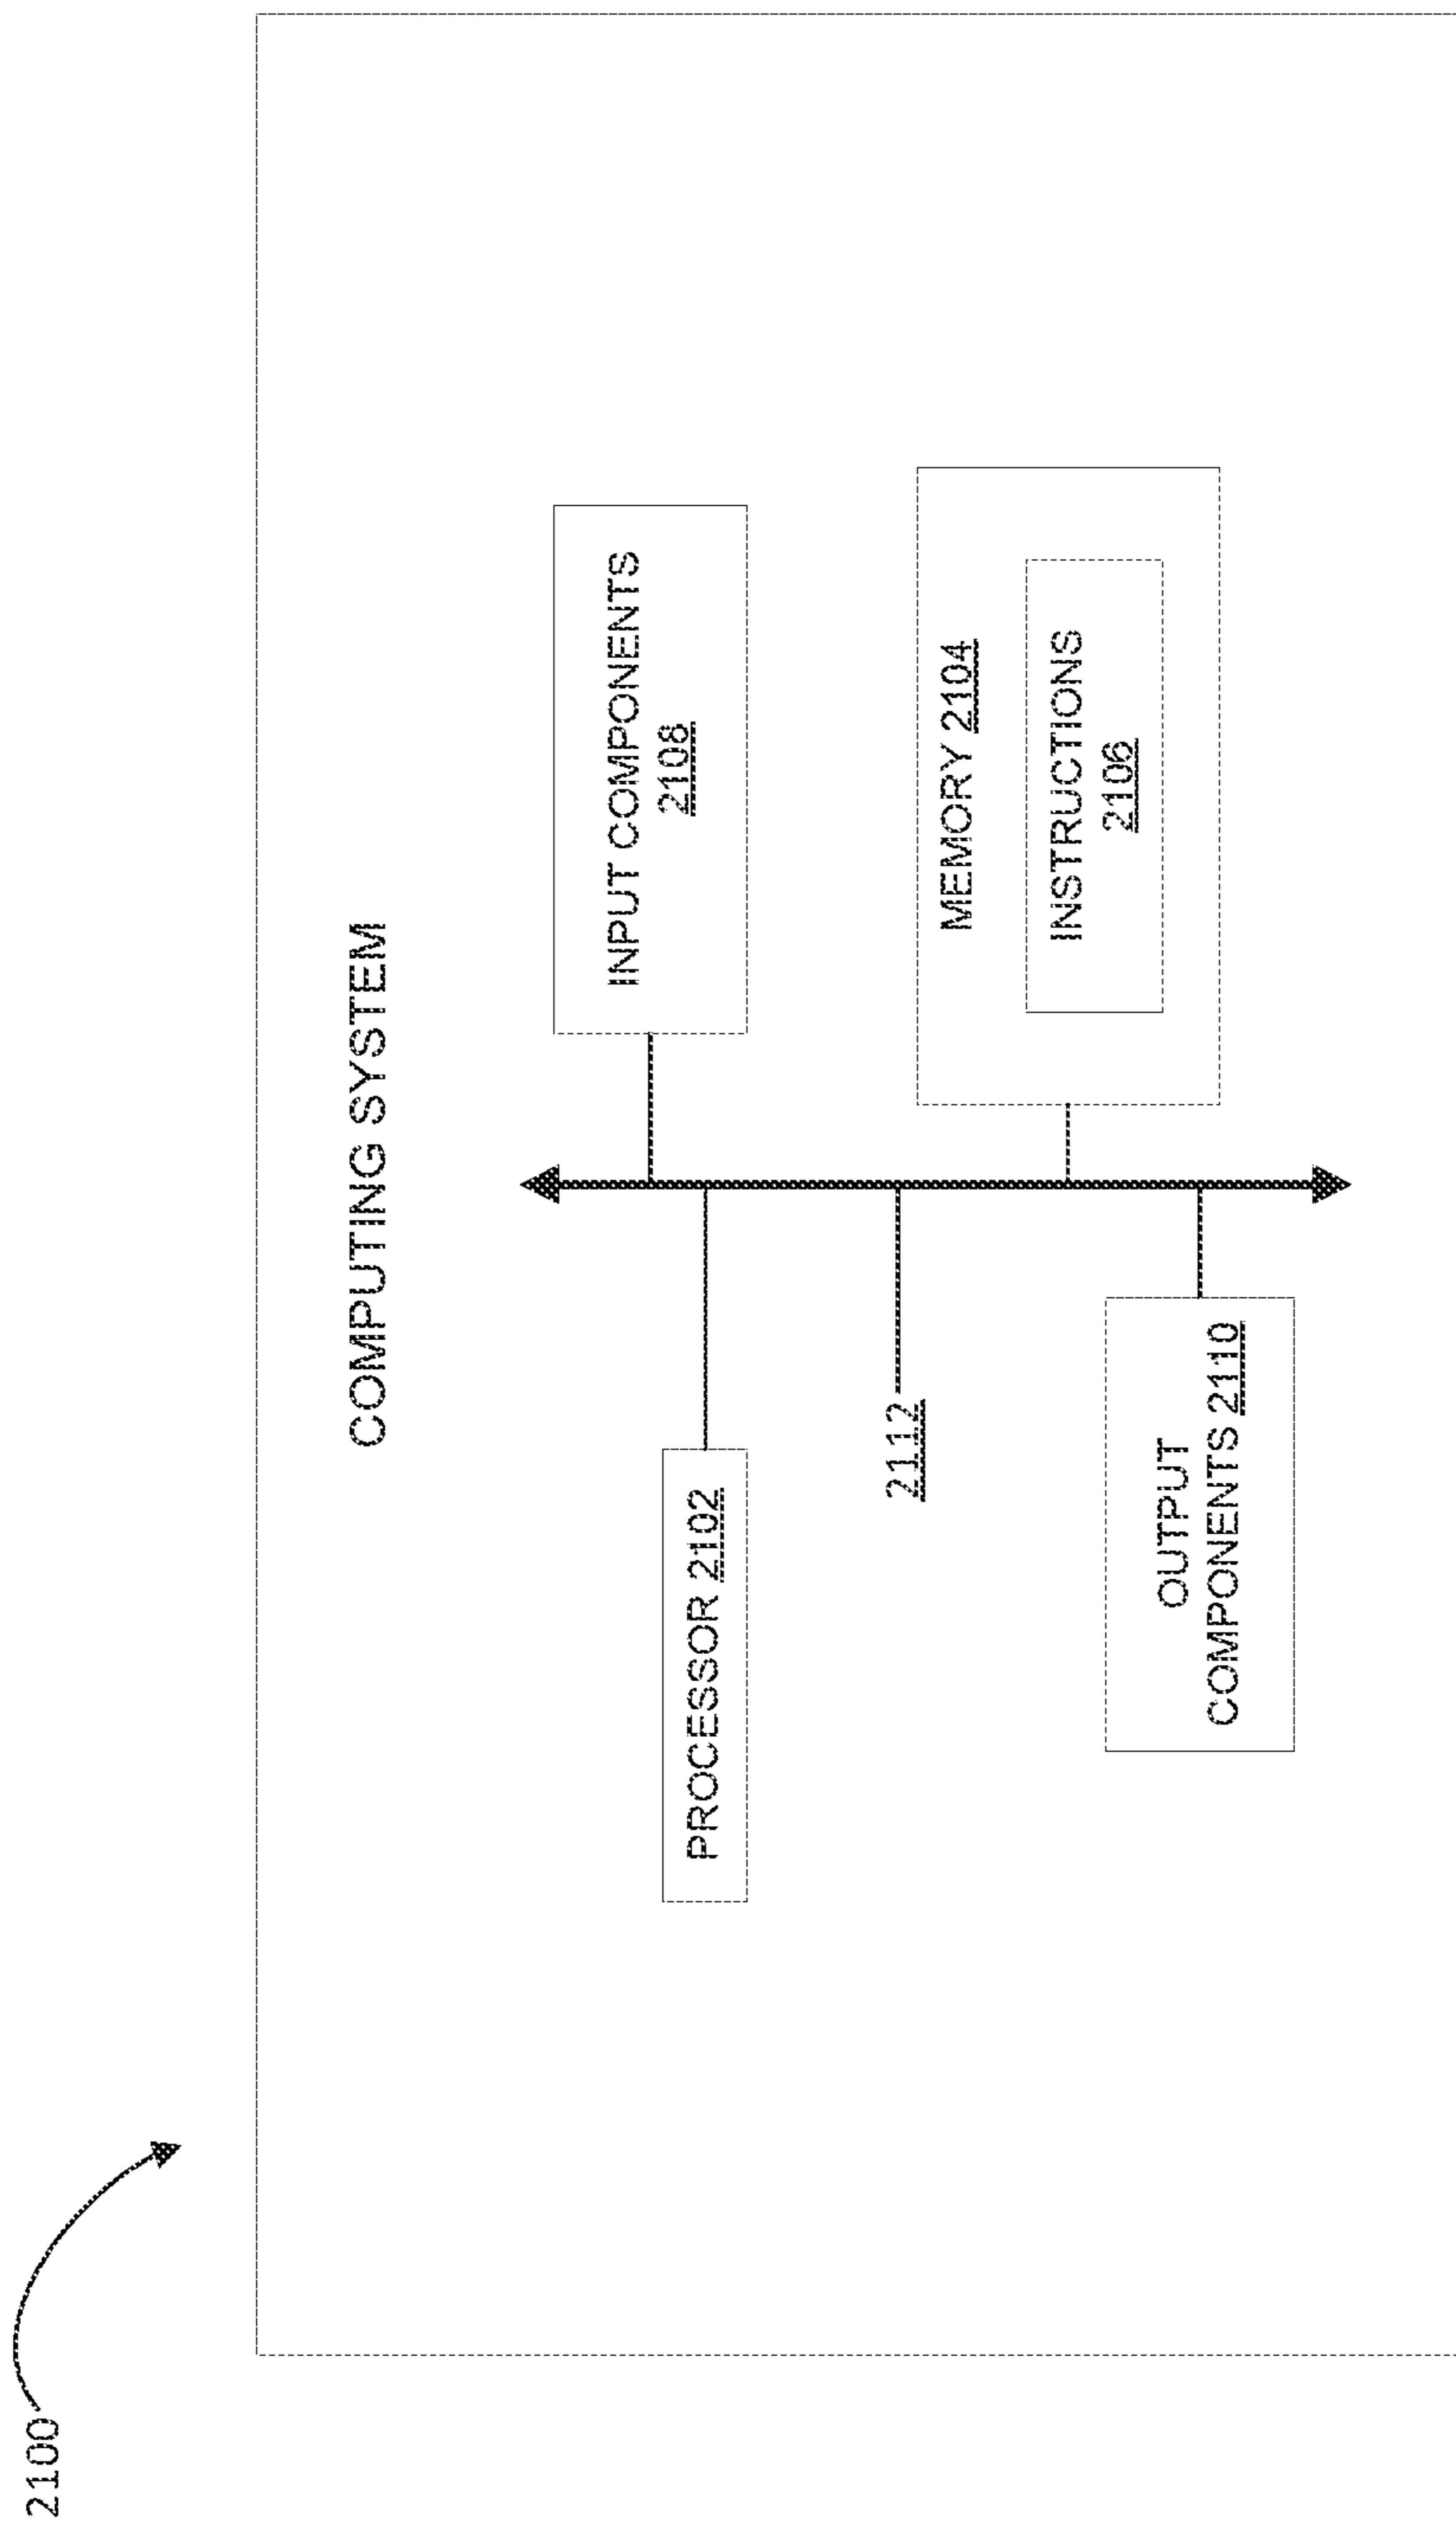 2100
COMPUTING SYSTEM
PROCESSOR 2102
INPUT COMPONENTS
2108
2112
MEMORY 2104
INSTRUCTIONS
2106
OUTPUT
COMPONENTS 2110